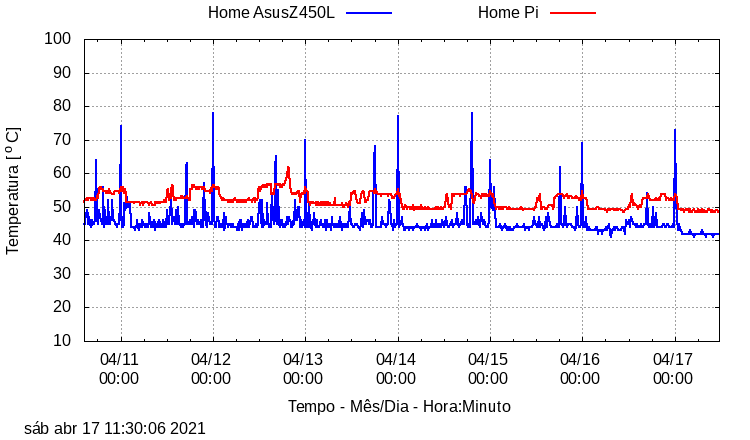 Home AsusZ450L
Home Pi
100
90
80
70
60
50
40
30
20
10
Temperatura [ º C]
04/11 04/12 04/13 04/14 04/15 04/16 04/17
00:00 00:00 00:00 00:00 00:00 00:00 00:00
Tempo - Mês/Dia - Hora:Minuto
sáb abr 17 11:30:06 2021